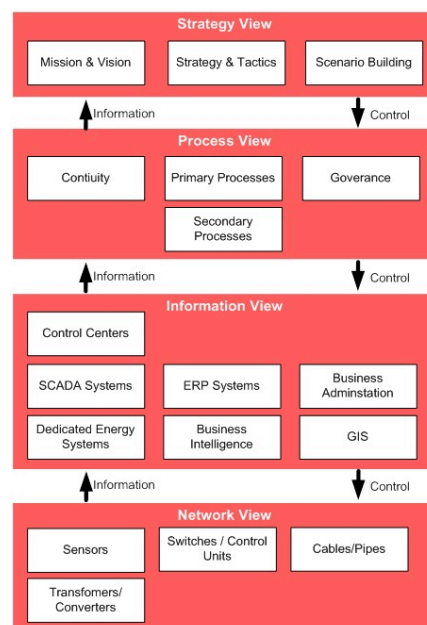 Strategy View
Mission & Vision
Strategy & Tactics
Scenario Building
Information
Control
Process View
Contiuity
Primary Processes
Goverance
Secondary
Processes
Information
Control
Information View
Control Centers
SCADA Systems
ERP Systems
Business
Adminstation
Dedicated Energy
Systems
Business
Intelligence
GIS
Information
Control
Network View
Sensors
Switches / Control
Units
Cables/Pipes
Transfomers/
Converters